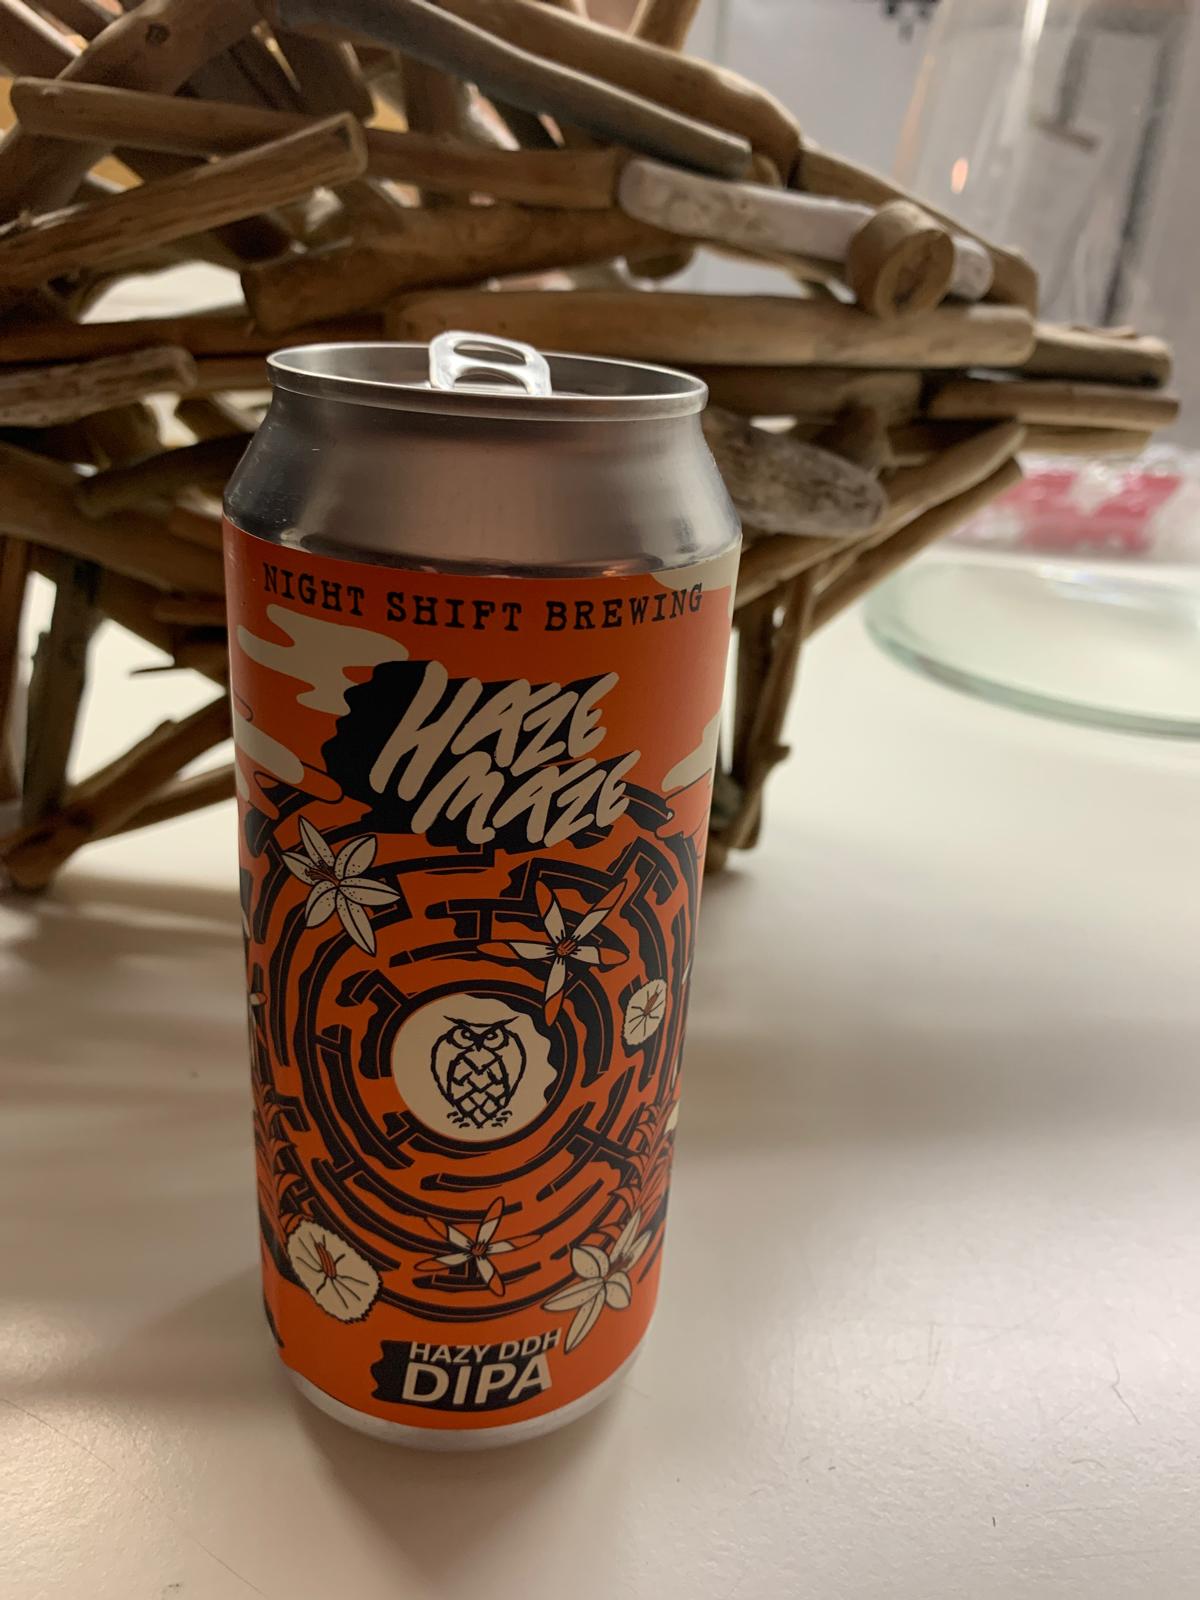 NIGHT SHIFT BREWING
HAZE
MAZE
HAZY DDH
DIPA